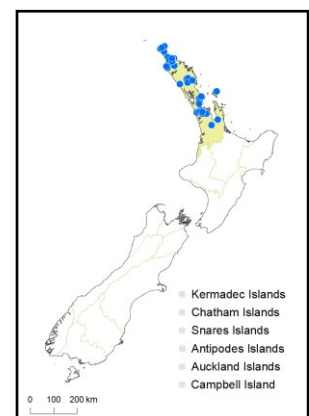 Kermadec Islands
Chatham Islands
Snares Islands
Antipodes Islands
Auckland Islands
Campbell Island
0 100 200 km